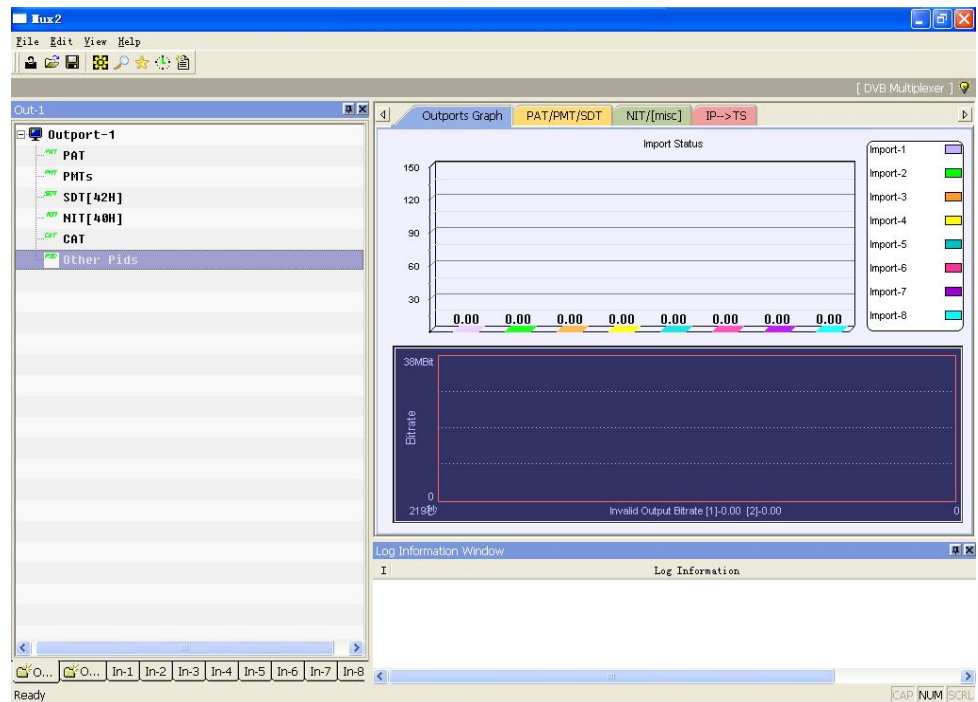 Mux2
File Edit View Help
[ DVB Multiplexer ]
Out-1
Outport-1
PAT
PMTs
SDT[42H]
NIT[40H]
CAT
Other Pids
O... O... In-1 In-2 In-3 In-4 In-5 In-6 In-7 In-8
Outports Graph PAT/PMT/SDT NIT/[misc] IP-->TS
Import Status
150
120
90
60
30
0.00 0.00 0.00 0.00 0.00 0.00 0.00 0.00
Import-1
Import-2
Import-3
Import-4
Import-5
Import-6
Import-7
Import-8
38MBit
Bitrate
0
219秒
Invalid Output Bitrate [1]-0.00 [2]-0.00
0
Log Information Window
I Log Information
Ready
CAP NUM SCRL